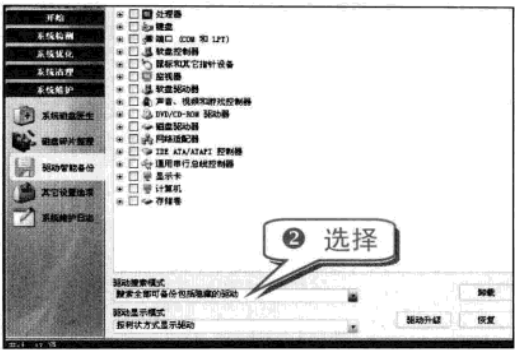 开始
系统检测
系统优化
系统清理
系统维护
系统磁盘医生
磁盘碎片整理
驱动智能备份
其它设置选项
系统维护日志
处理器
键盘
端口 (COM 和 LPT)
软盘控制器
鼠标和其它指针设备
监视器
软盘驱动器
声音、视频和游戏控制器
DVD/CD-ROM 驱动器
磁盘驱动器
网络适配器
IDE ATA/ATAPI 控制器
通用串行总线控制器
显示卡
计算机
存储卷
❷ 选择
驱动搜索模式
搜索全部可备份包括隐藏的驱动
卸载
驱动显示模式
按树状方式显示驱动
驱动升级
恢复